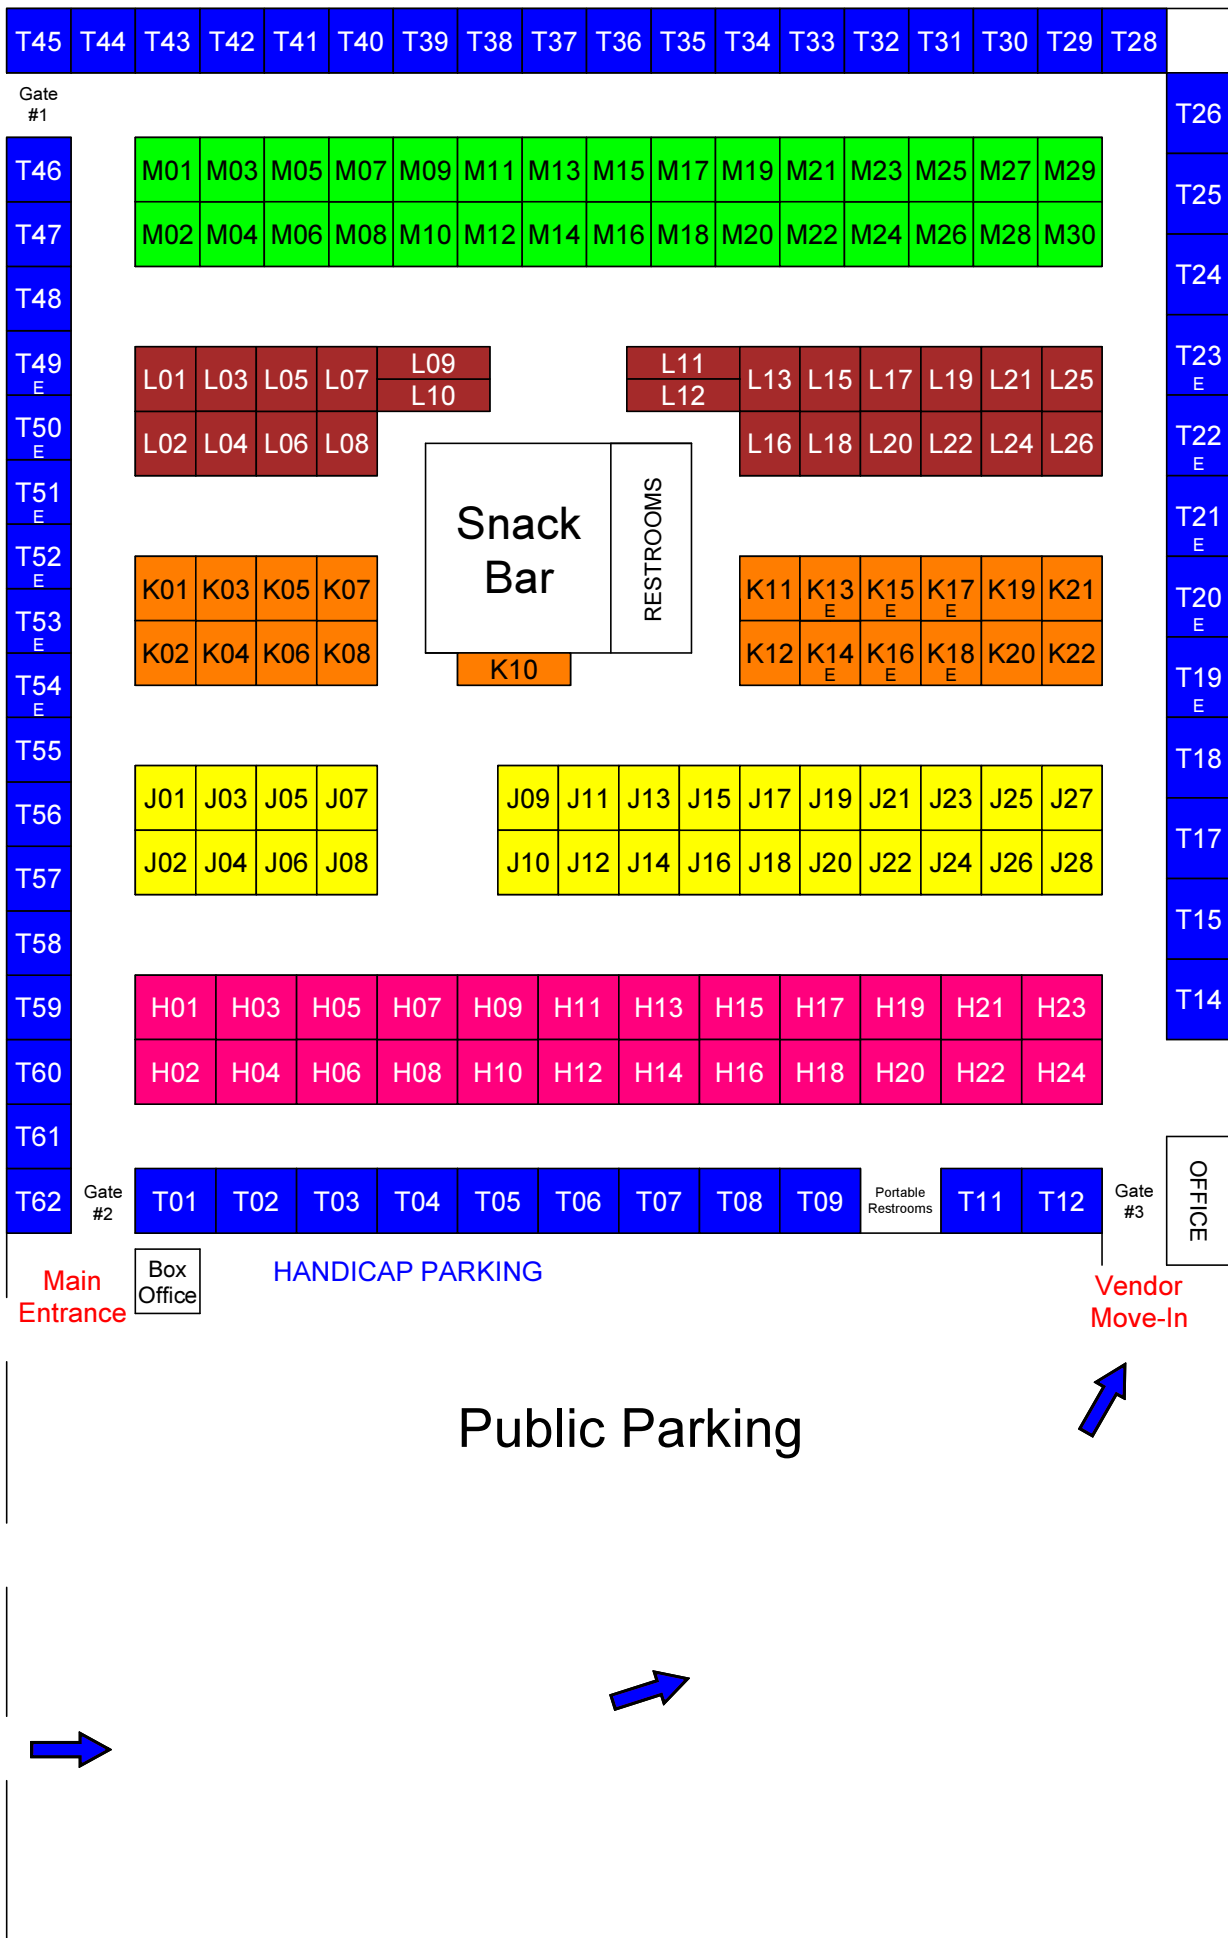 T45 T44 T43 T42 T41 T40 T39 T38 T37 T36 T35 T34 T33 T32 T31 T30 T29 T28
Gate
#1
T26
T46 M01 M03 M05 M07 M09 M11 M13 M15 M17 M19 M21 M23 M25 M27 M29
T25
T47 M02 M04 M06 M08 M10 M12 M14 M16 M18 M20 M22 M24 M26 M28 M30
T24
T48
T49 L09 L11 T23
E E
L01 L03 L05 L07 L13 L15 L17 L19 L21 L25
L10 L12
T50 T22
E E
L02 L04 L06 L08 L16 L18 L20 L22 L24 L26
T51 T21
E E
Snack
Bar
RESTROOMS
T52 T20
E E
K01 K03 K05 K07 K11 K13 K15 K17 K19 K21
E E E
T53
E
K02 K04 K06 K08 K10 K12 K14 K16 K18 K20 K22
E E E
T54 T19
E E
T55 T18
J01 J03 J05 J07 J09 J11 J13 J15 J17 J19 J21 J23 J25 J27
T56 T17
J02 J04 J06 J08 J10 J12 J14 J16 J18 J20 J22 J24 J26 J28
T57
T58 T15
T59 H01 H03 H05 H07 H09 H11 H13 H15 H17 H19 H21 H23 T14
T60 H02 H04 H06 H08 H10 H12 H14 H16 H18 H20 H22 H24
T61
T62 Gate
#2
T01 T02 T03 T04 T05 T06 T07 T08 T09 Portable
Restrooms
T11 T12 Gate
#3
OFFICE
Main
Entrance
Box
Office
HANDICAP PARKING
Vendor
Move-In
Public Parking